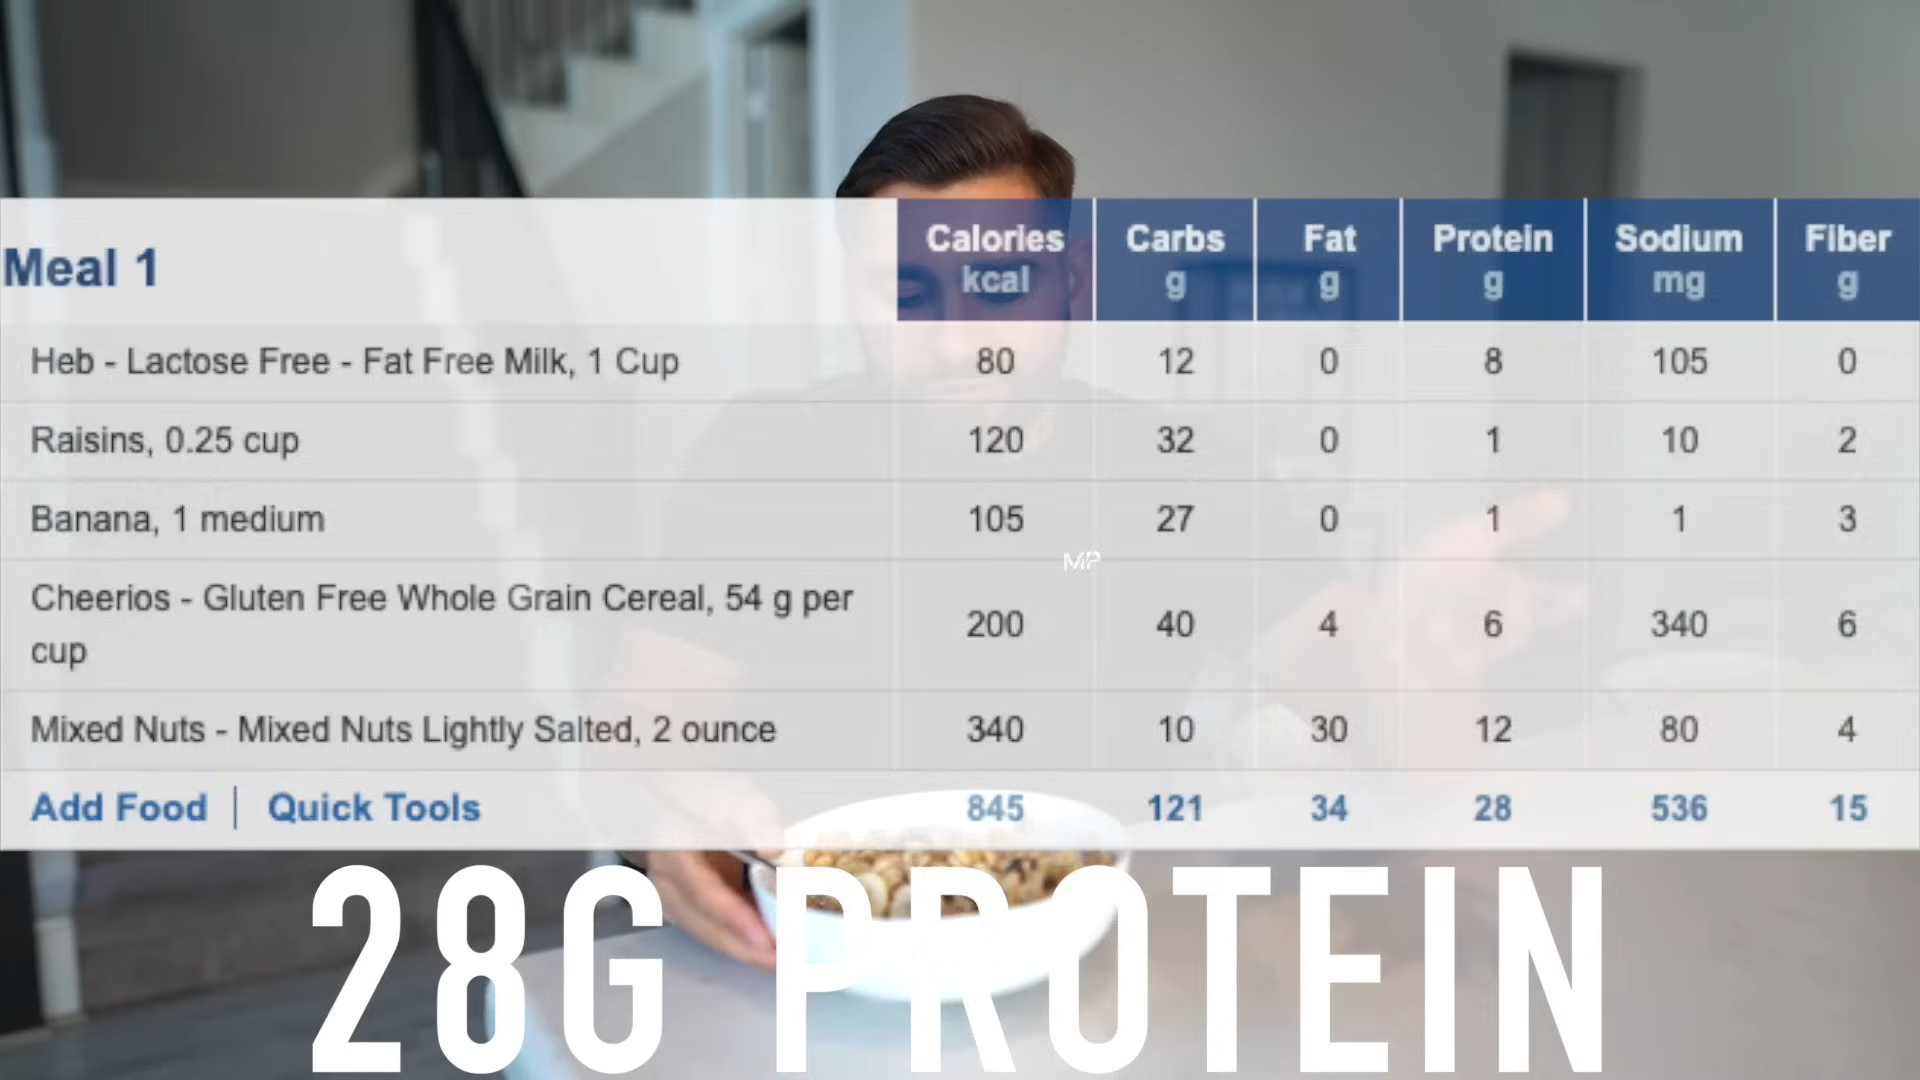 Meal 1 Calories kcal Carbs g Fat g Protein g Sodium mg Fiber g
Heb - Lactose Free - Fat Free Milk, 1 Cup 80 12 0 8 105 0
Raisins, 0.25 cup 120 32 0 1 10 2
Banana, 1 medium 105 27 0 1 1 3
MP
Cheerios - Gluten Free Whole Grain Cereal, 54 g per
cup 200 40 4 6 340 6
Mixed Nuts - Mixed Nuts Lightly Salted, 2 ounce 340 10 30 12 80 4
Add Food | Quick Tools 845 121 34 28 536 15
28G PROTEIN